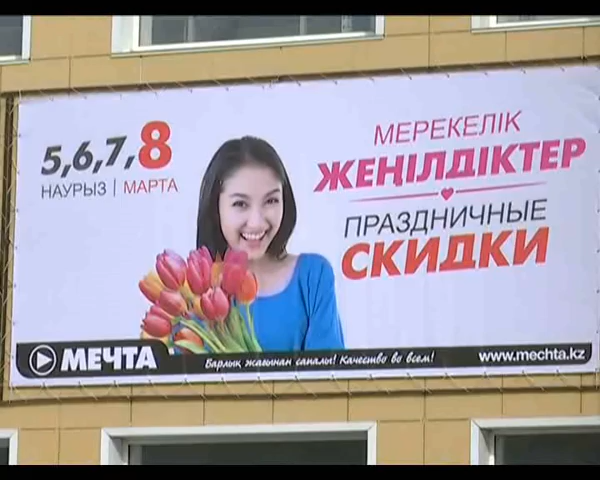 5,6,7,8
НАУРЫЗ | МАРТА
МЕРЕКЕЛІК
ЖЕҢІЛДІКТЕР
ПРАЗДНИЧНЫЕ
СКИДКИ
МЕЧТА
Барлық жағынан сапалы! Качество во всем!
www.mechta.kz